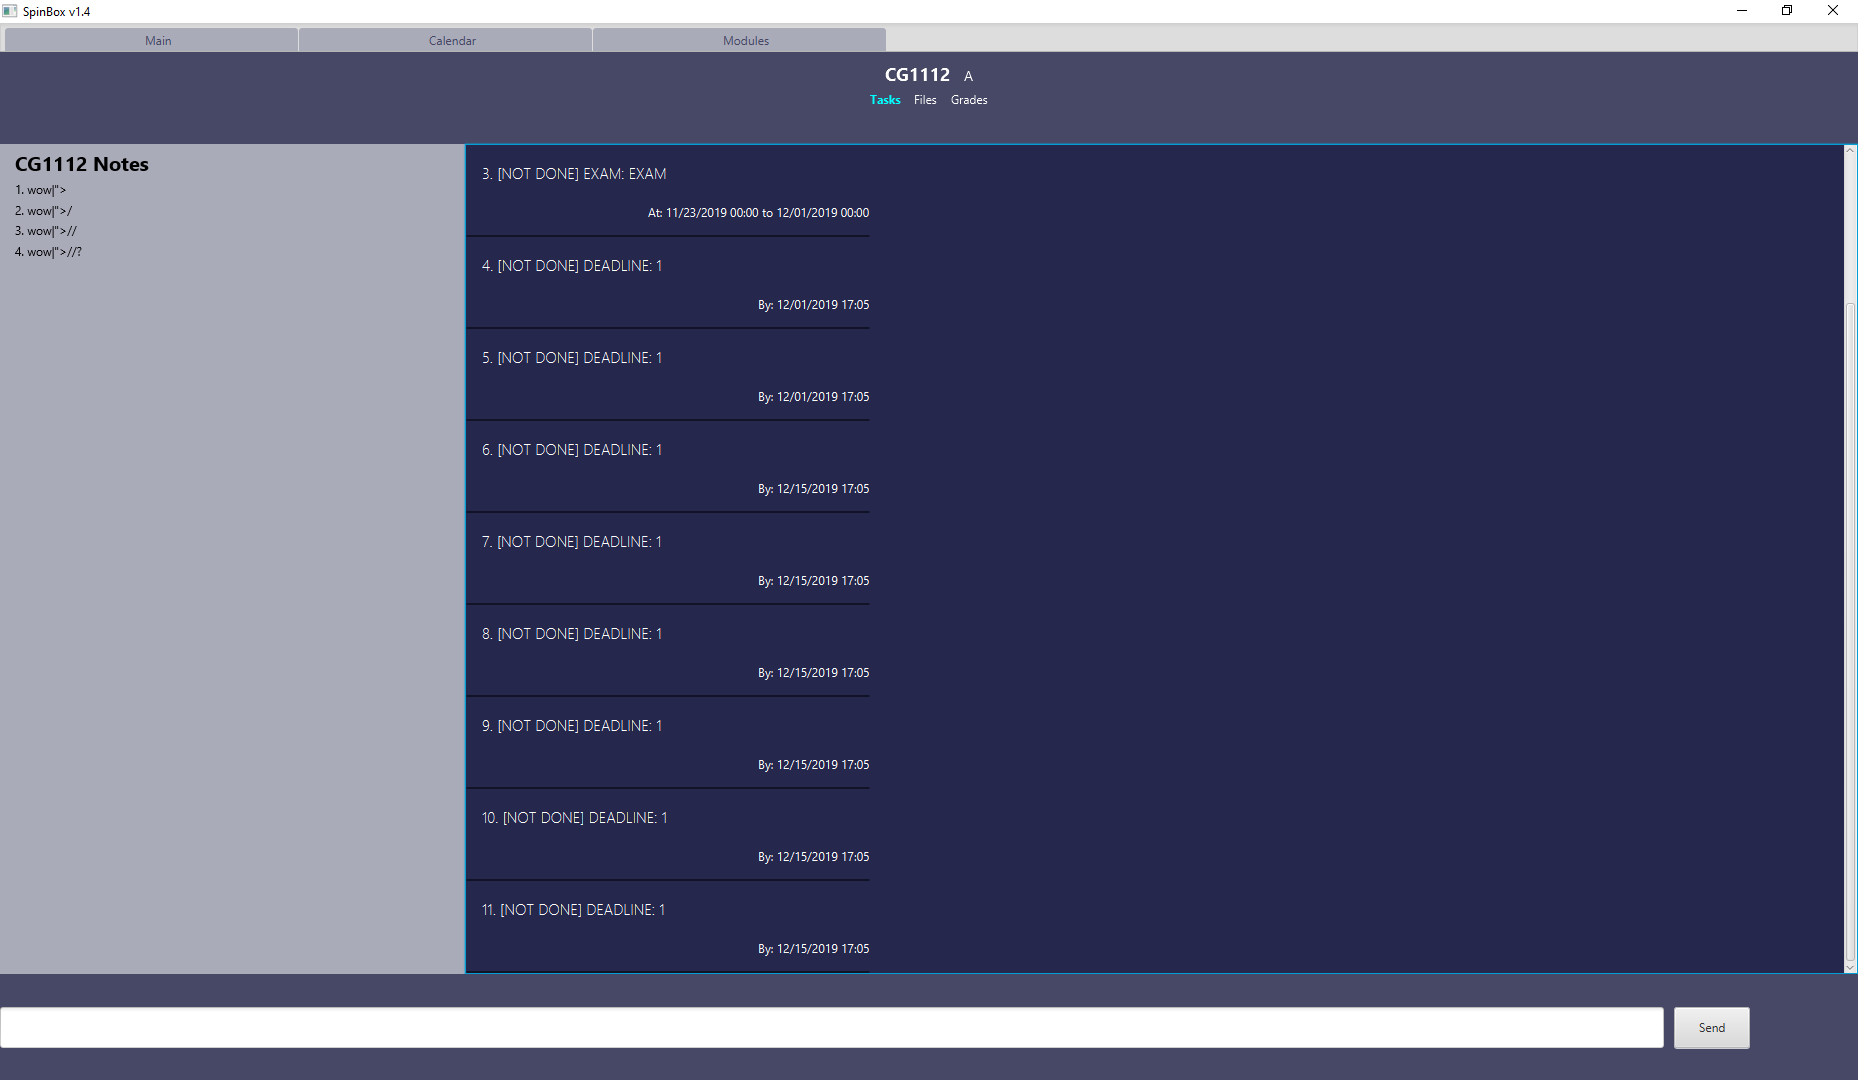 SpinBox v1.4
Main Calendar Modules
CG1112 A
Tasks Files Grades
CG1112 Notes
1. wow|">
2. wow|">/
3. wow|">//
4. wow|">//?
3. [NOT DONE] EXAM: EXAM
At: 11/23/2019 00:00 to 12/01/2019 00:00
4. [NOT DONE] DEADLINE: 1
By: 12/01/2019 17:05
5. [NOT DONE] DEADLINE: 1
By: 12/01/2019 17:05
6. [NOT DONE] DEADLINE: 1
By: 12/15/2019 17:05
7. [NOT DONE] DEADLINE: 1
By: 12/15/2019 17:05
8. [NOT DONE] DEADLINE: 1
By: 12/15/2019 17:05
9. [NOT DONE] DEADLINE: 1
By: 12/15/2019 17:05
10. [NOT DONE] DEADLINE: 1
By: 12/15/2019 17:05
11. [NOT DONE] DEADLINE: 1
By: 12/15/2019 17:05
Send